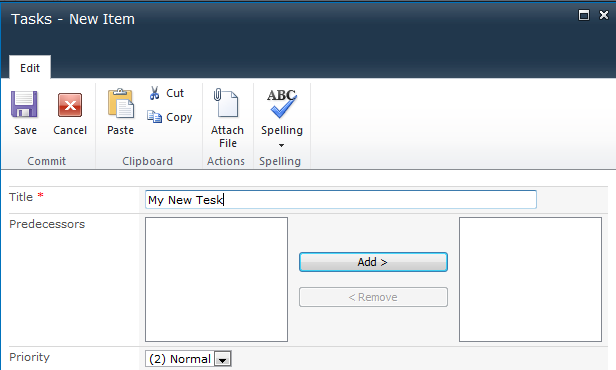 Tasks - New Item
Edit
Save
Cancel
Paste
Cut
Copy
Attach
File
ABC
Spelling
Commit
Clipboard
Actions
Spelling
Title *
My New Tesk
Predecessors
Add >
< Remove
Priority
(2) Normal